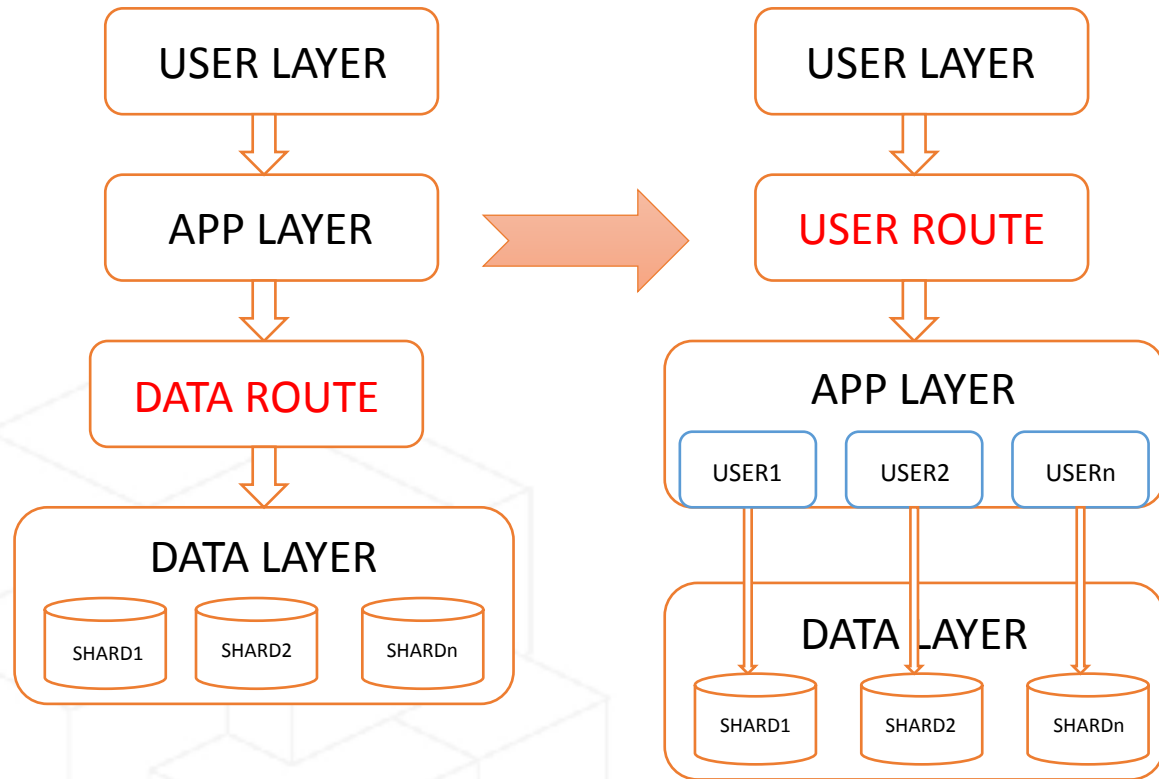 USER LAYER
APP LAYER
DATA ROUTE
DATA LAYER
SHARD1
SHARD2
SHARDn
USER LAYER
USER ROUTE
APP LAYER
USER1
USER2
USERn
DATA LAYER
SHARD1
SHARD2
SHARDn